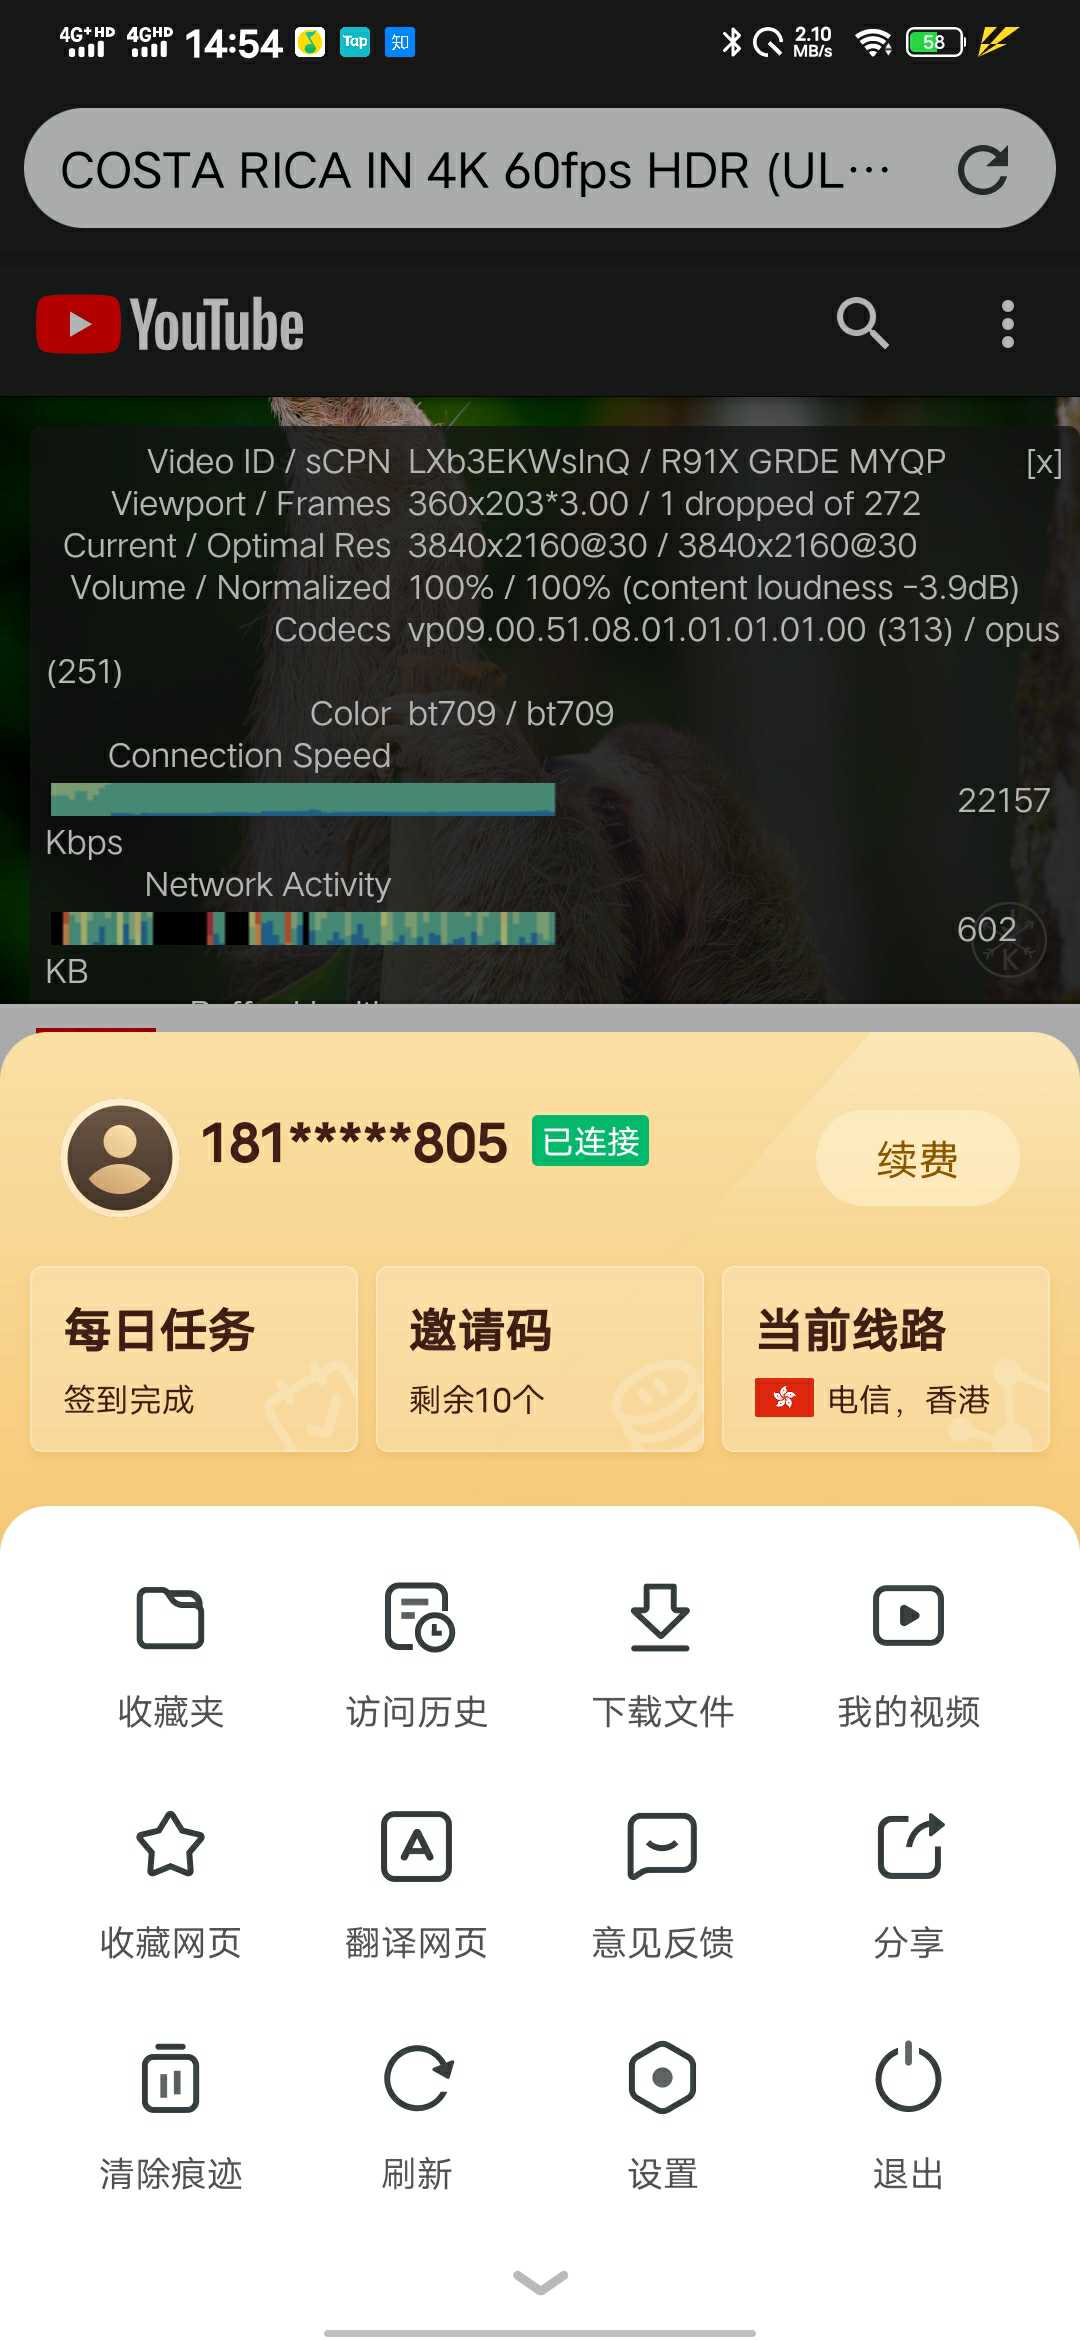 4G+HD 4GHD 14:54 Tap 知 2.10 MB/s 58
COSTA RICA IN 4K 60fps HDR (UL···
YouTube
Video ID / sCPN LXb3EKWsInQ / R91X GRDE MYQP [x]
Viewport / Frames 360x203*3.00 / 1 dropped of 272
Current / Optimal Res 3840x2160@30 / 3840x2160@30
Volume / Normalized 100% / 100% (content loudness -3.9dB)
Codecs vp09.00.51.08.01.01.01.01.00 (313) / opus
(251)
Color bt709 / bt709
Connection Speed
22157
Kbps
Network Activity
602
K
KB
181*****805 已连接 续费
每日任务 邀请码 当前线路
签到完成 剩余10个 电信，香港
收藏夹 访问历史 下载文件 我的视频
收藏网页 翻译网页 意见反馈 分享
清除痕迹 刷新 设置 退出